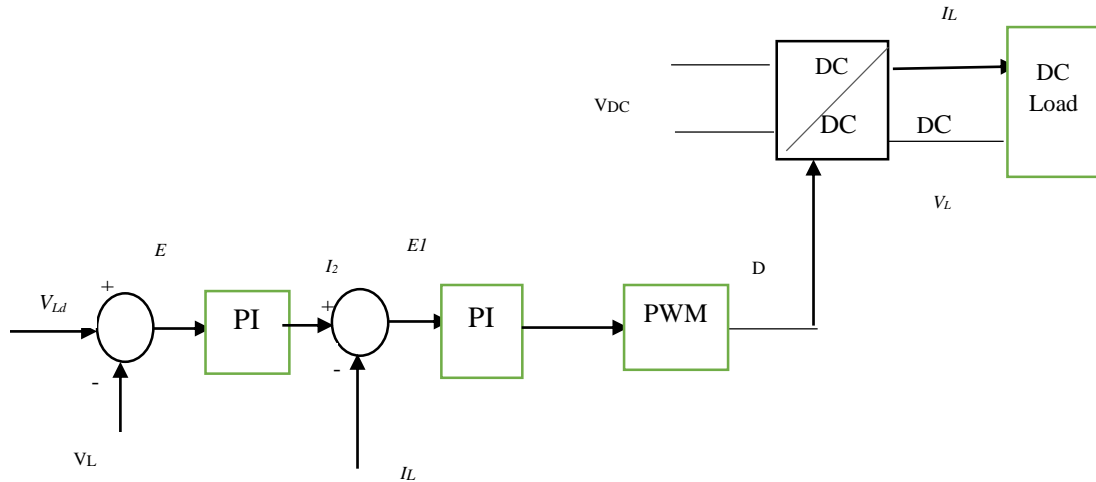 IL
DC
DC
Load
VDC
DC
DC
VL
E
E1
I2
D
+
+
VLd
PI
PI
PWM
-
-
VL
IL